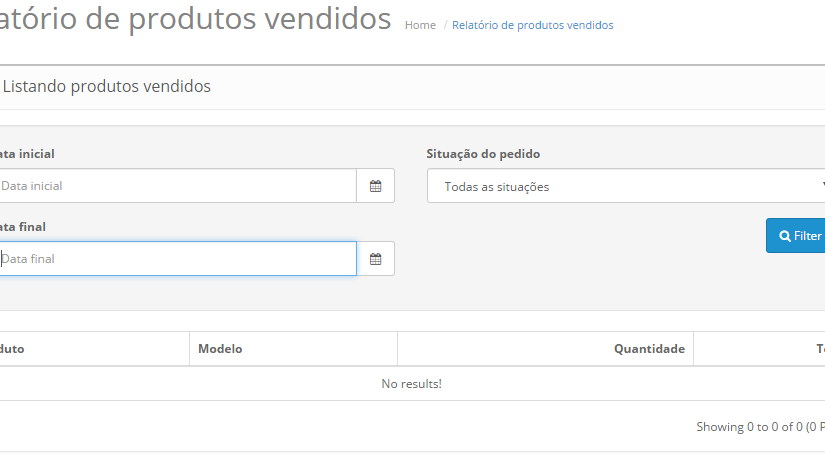 atório de produtos vendidos Home / Relatório de produtos vendidos
Listando produtos vendidos
ata inicial Situação do pedido
Data inicial Todas as situações
ata final
Filter
Data final
duto Modelo Quantidade T
No results!
Showing 0 to 0 of 0 (0 P